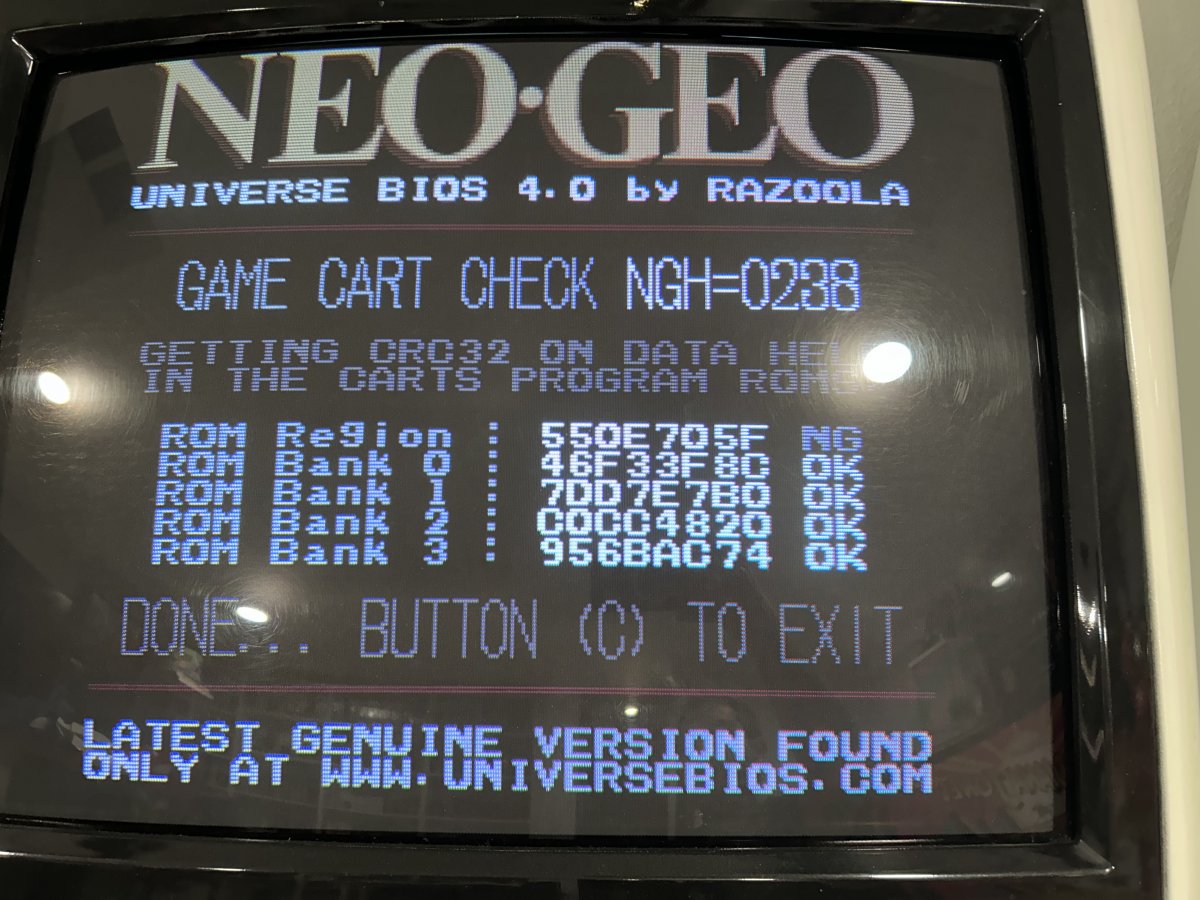 NEO·GEO
UNIVERSE BIOS 4.0 by RAZOOLA
GAME CART CHECK NGH=0238
GETTING CRC32 ON DATA
IN THE CARTS PROGRAM ROMS
ROM Region : 550E705F NG
ROM Bank 0 : 46F33F8C OK
ROM Bank 1 : 7DD7E7B0 OK
ROM Bank 2 : C0CC4820 OK
ROM Bank 3 : 956BAC74 OK
DONE... BUTTON (C) TO EXIT
LATEST GENUINE VERSION FOUND
ONLY AT WWW.UNIVERSEBIOS.COM